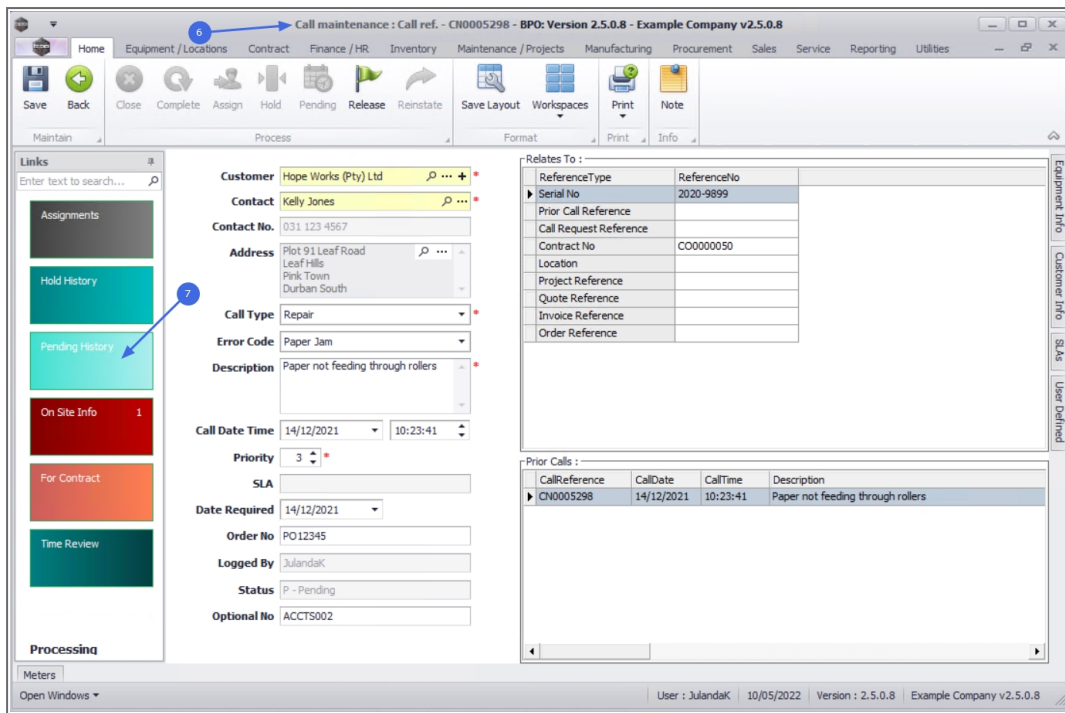 Call maintenance : Call ref. - CN0005298 - BPO: Version 2.5.0.8 - Example Company v2.5.0.8
6
Home Equipment / Locations Contract Finance / HR Inventory Maintenance / Projects Manufacturing Procurement Sales Service Reporting Utilities
Save Back Close Complete Assign Hold Pending Release Reinstate Save Layout Workspaces Print Note
Maintain Process Format Print Info
Links
Enter text to search...
Assignments
Hold History
7
Pending History
On Site Info 1
For Contract
Time Review
Processing
Customer Hope Works (Pty) Ltd *
Contact Kelly Jones *
Contact No. 031 123 4567
Address Plot 91 Leaf Road
Leaf Hills
Pink Town
Durban South
Call Type Repair *
Error Code Paper Jam
Description Paper not feeding through rollers *
Call Date Time 14/12/2021 10:23:41
Priority 3 *
SLA
Date Required 14/12/2021
Order No PO12345
Logged By JulandaK
Status P - Pending
Optional No ACCTS002
Relates To :
ReferenceType ReferenceNo
Serial No 2020-9899
Prior Call Reference
Call Request Reference
Contract No CO0000050
Location
Project Reference
Quote Reference
Invoice Reference
Order Reference
Prior Calls :
CallReference CallDate CallTime Description
CN0005298 14/12/2021 10:23:41 Paper not feeding through rollers
Equipment Info
Customer Info
SLAs
User Defined
Meters
Open Windows User : JulandaK 10/05/2022 Version : 2.5.0.8 Example Company v2.5.0.8